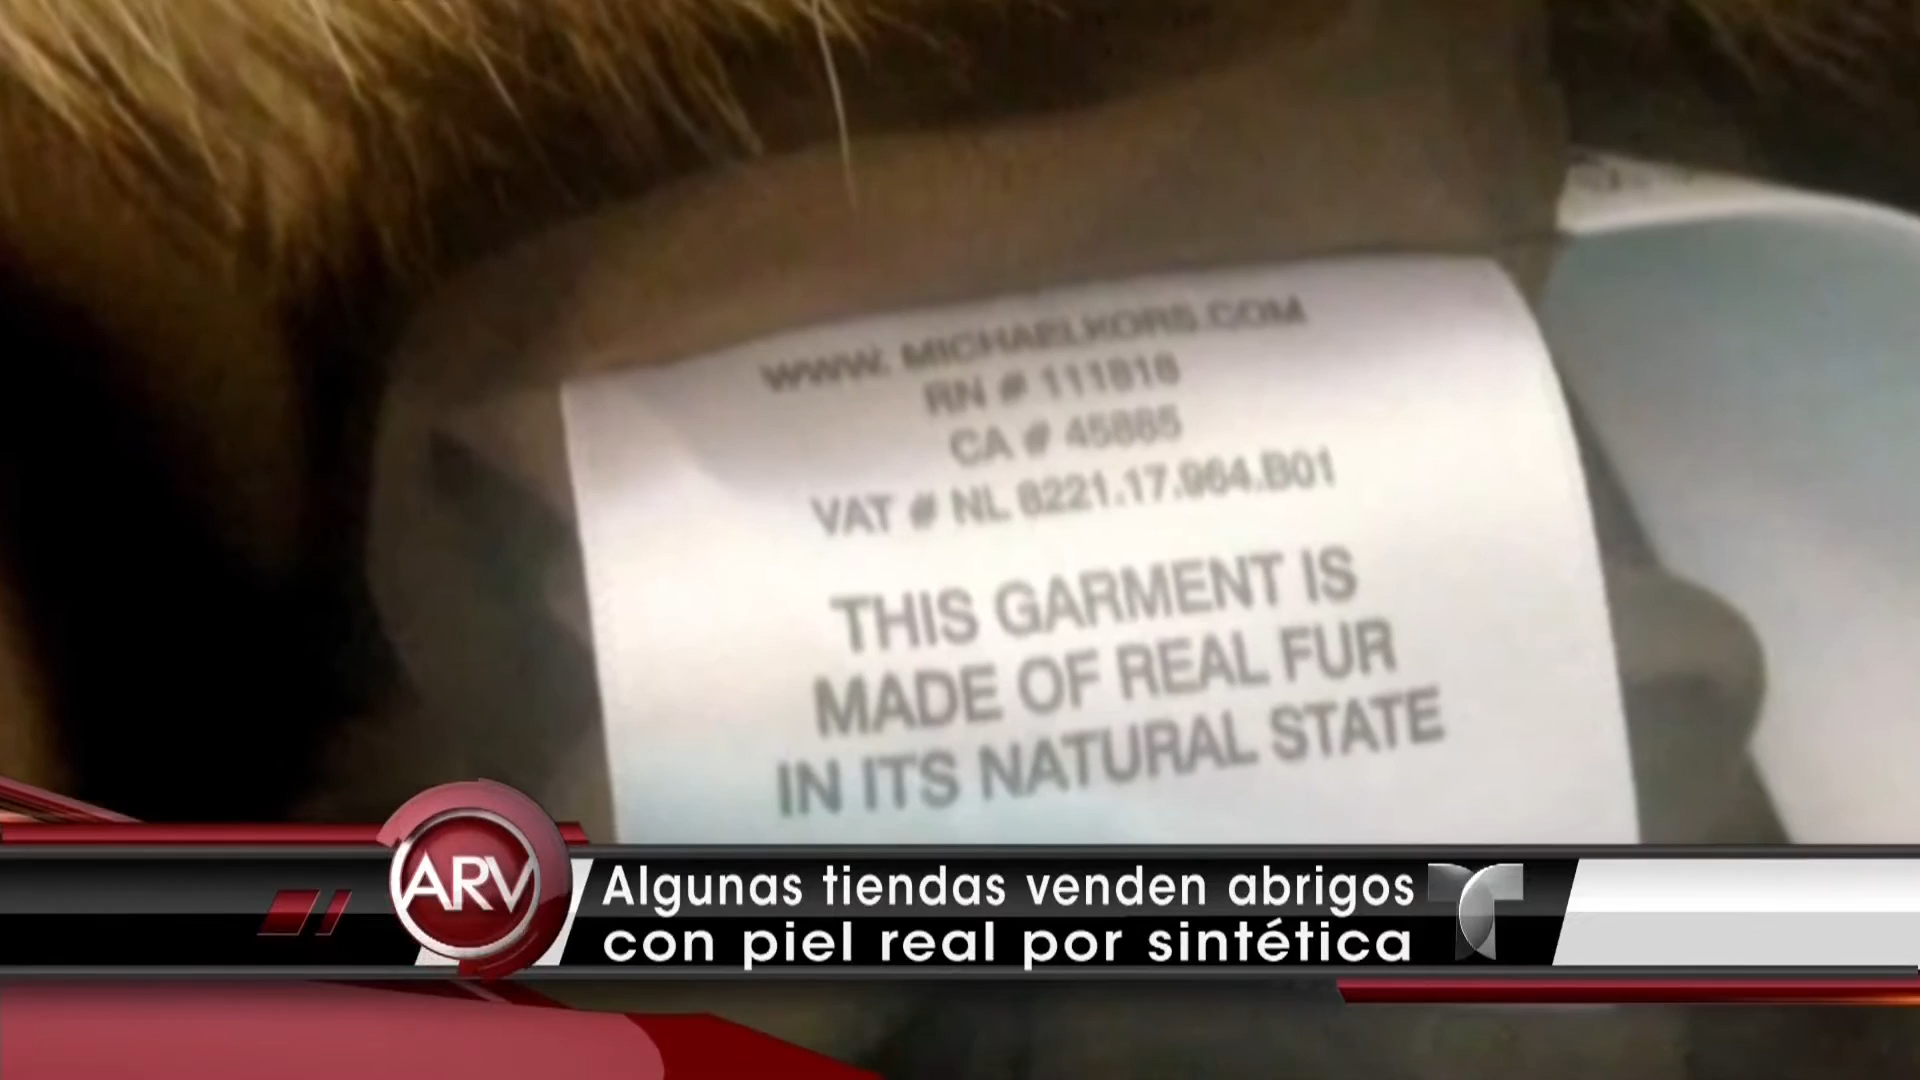 WWW. MICHAELKORS.COM
RN # 111818
CA # 45885
VAT # NL 8221.17.964.B01
THIS GARMENT IS
MADE OF REAL FUR
IN ITS NATURAL STATE
ARV
Algunas tiendas venden abrigos
con piel real por sintética